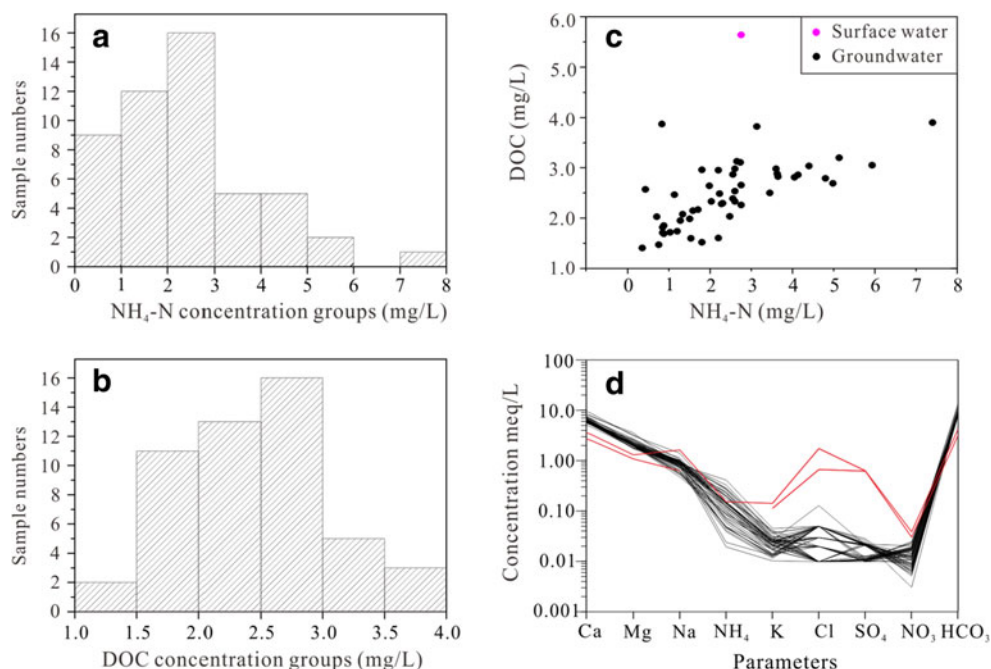 a
16
14
12
10
8
6
4
2
0
Sample numbers
0 1 2 3 4 5 6 7 8
NH₄-N concentration groups (mg/L)
c
6.0
5.0
4.0
3.0
2.0
1.0
DOC (mg/L)
Surface water
Groundwater
0 1 2 3 4 5 6 7 8
NH₄-N (mg/L)
b
16
14
12
10
8
6
4
2
0
Sample numbers
1.0 1.5 2.0 2.5 3.0 3.5 4.0
DOC concentration groups (mg/L)
d
100
10.0
1.00
0.10
0.01
0.001
Concentration meq/L
Ca Mg Na NH₄ K Cl SO₄ NO₃ HCO₃
Parameters